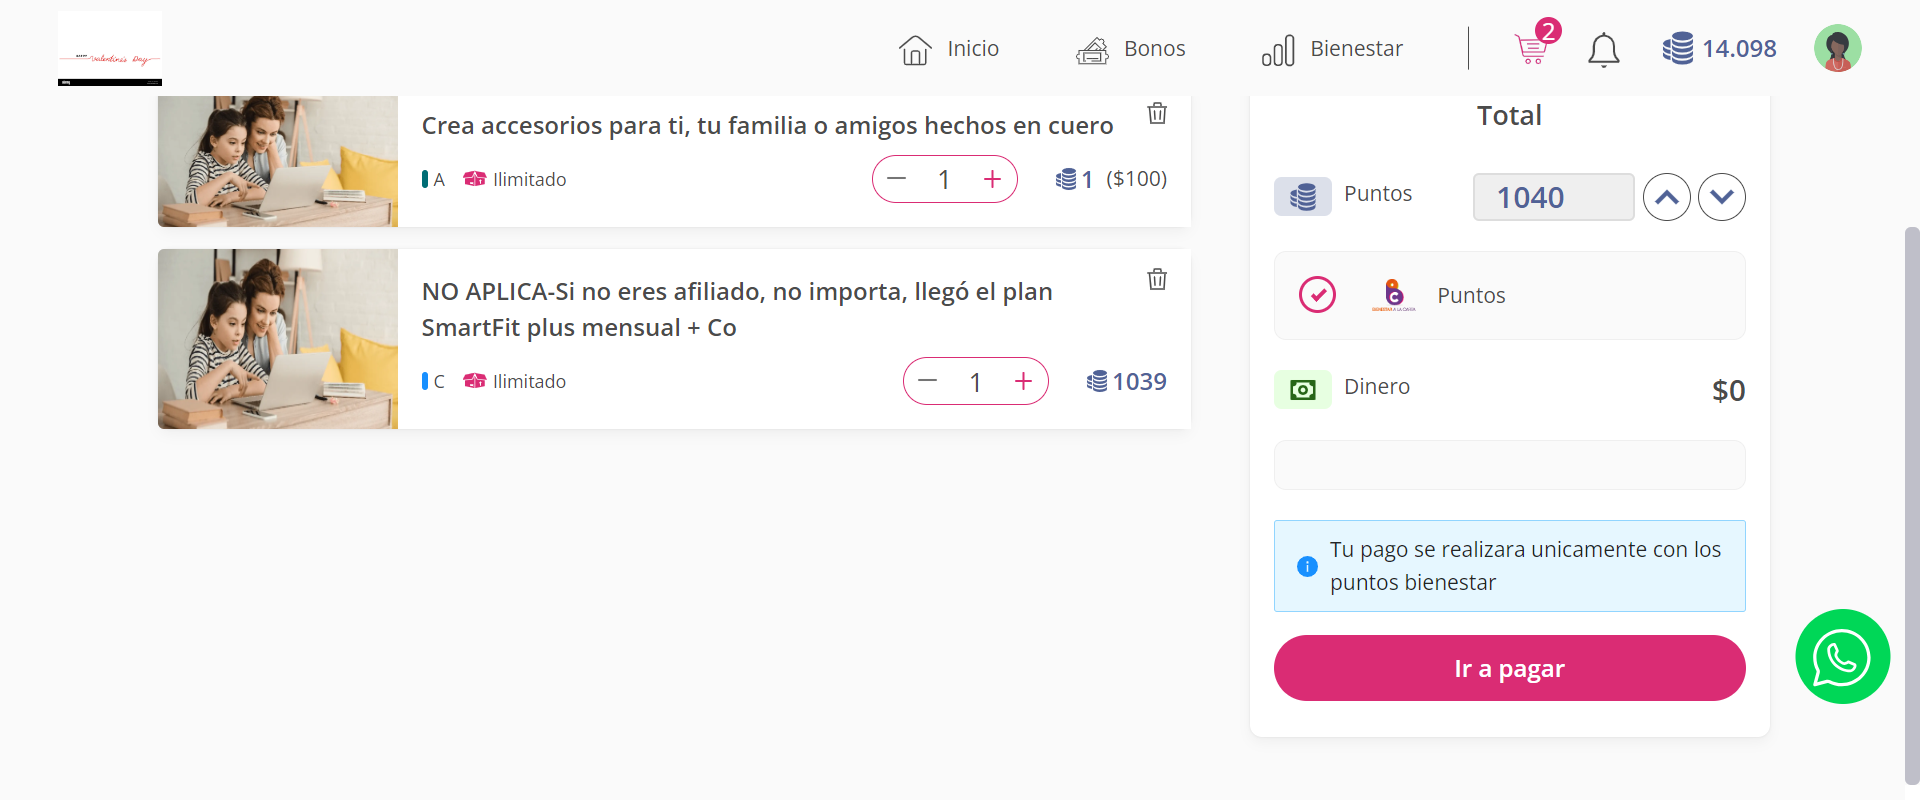 Valentine's Day
Inicio
Bonos
Bienestar
2
14.098
Crea accesorios para ti, tu familia o amigos hechos en cuero
A
Ilimitado
1
1 ($100)
NO APLICA-Si no eres afiliado, no importa, llegó el plan
SmartFit plus mensual + Co
C
Ilimitado
1
1039
Total
Puntos
1040
Puntos
Dinero
$0
Tu pago se realizara unicamente con los
puntos bienestar
Ir a pagar